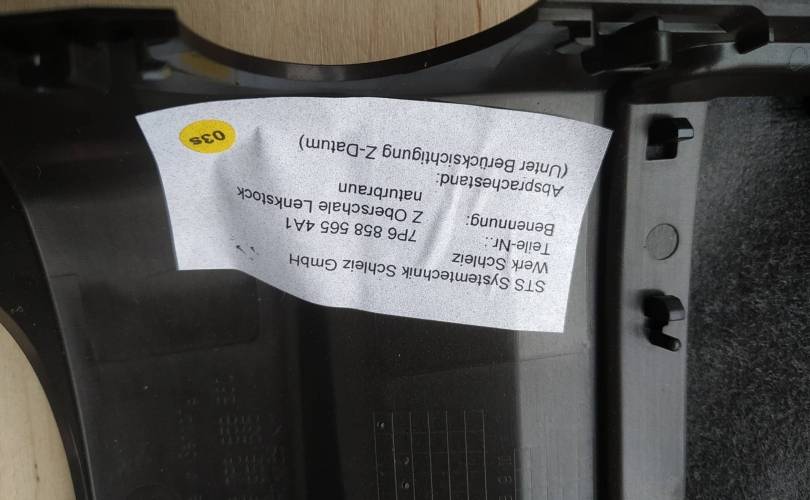 STS Systemtechnik Schleiz GmbH
Werk Schleiz
Teile-Nr.: 7P6 858 565 4A1
Benennung: Z Oberschale Lenkstock
naturbraun
Absprachestand:
(Unter Berücksichtigung Z-Datum)
03s